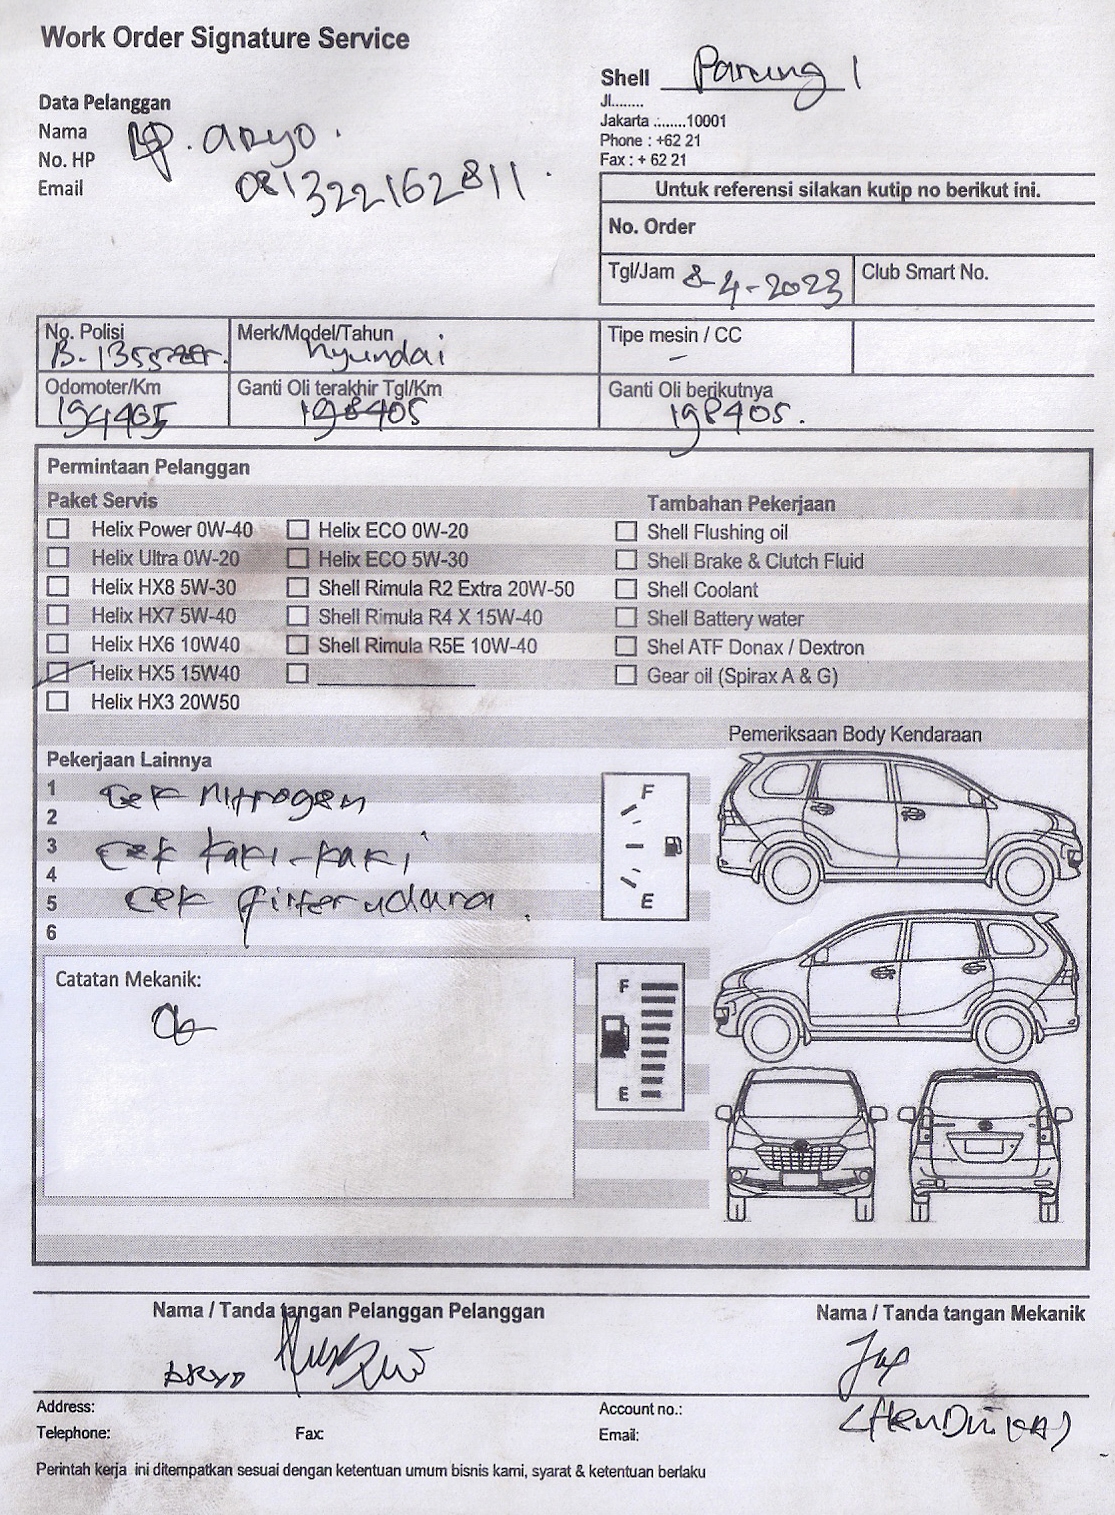 Work Order Signature Service
Shell Parung 1
Jl........
Jakarta :.......10001
Phone : +62 21
Fax : + 62 21
Data Pelanggan
Nama Bp. aryo.
No. HP 081322162811.
Email
Untuk referensi silakan kutip no berikut ini.
No. Order
Tgl/Jam 8-4-2023 Club Smart No.
No. Polisi Merk/Model/Tahun Tipe mesin / CC
Hyundai -
Odomoter/Km Ganti Oli terakhir Tgl/Km Ganti Oli berikutnya
198405 198405.
Permintaan Pelanggan
Paket Servis Tambahan Pekerjaan
Helix Power 0W-40 Helix ECO 0W-20 Shell Flushing oil
Helix Ultra 0W-20 Helix ECO 5W-30 Shell Brake & Clutch Fluid
Helix HX8 5W-30 Shell Rimula R2 Extra 20W-50 Shell Coolant
Helix HX7 5W-40 Shell Rimula R4 X 15W-40 Shell Battery water
Helix HX6 10W40 Shell Rimula R5E 10W-40 Shel ATF Donax / Dextron
Helix HX5 15W40 Gear oil (Spirax A & G)
Helix HX3 20W50
Pemeriksaan Body Kendaraan
Pekerjaan Lainnya
1 cek Nitrogen
2
3 cek kaki-kaki
4
5 cek filter udara.
6
F
E
Catatan Mekanik:
Ok
F
E
Nama / Tanda tangan Pelanggan Pelanggan Nama / Tanda tangan Mekanik
ARYO
(HenDriKA)
Address: Account no.:
Telephone: Fax: Email:
Perintah kerja ini ditempatkan sesuai dengan ketentuan umum bisnis kami, syarat & ketentuan berlaku